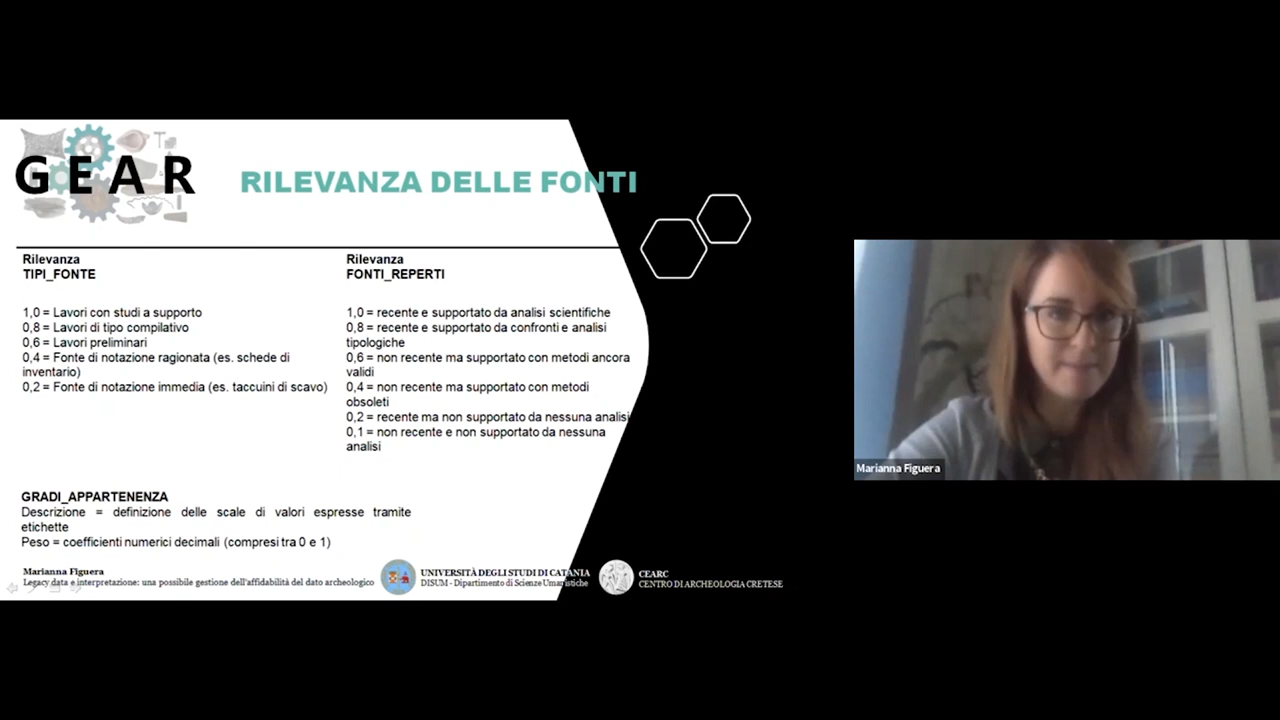 GEAR
RILEVANZA DELLE FONTI
Rilevanza
TIPI_FONTE
1,0 = Lavori con studi a supporto
0,8 = Lavori di tipo compilativo
0,6 = Lavori preliminari
0,4 = Fonte di notazione ragionata (es. schede di
inventario)
0,2 = Fonte di notazione immedia (es. taccuini di scavo)
Rilevanza
FONTI_REPERTI
1,0 = recente e supportato da analisi scientifiche
0,8 = recente e supportato da confronti e analisi
tipologiche
0,6 = non recente ma supportato con metodi ancora
validi
0,4 = non recente ma supportato con metodi
obsoleti
0,2 = recente ma non supportato da nessuna analisi
0,1 = non recente e non supportato da nessuna
analisi
GRADI_APPARTENENZA
Descrizione = definizione delle scale di valori espresse tramite
etichette
Peso = coefficienti numerici decimali (compresi tra 0 e 1)
Marianna Figuera
Legacy data e interpretazione: una possibile gestione dell'affidabilità del dato archeologico
UNIVERSITÀ DEGLI STUDI DI CATANIA
DISUM - Dipartimento di Scienze Umanistiche
CEARC
CENTRO DI ARCHEOLOGIA CRETESE
Marianna Figuera